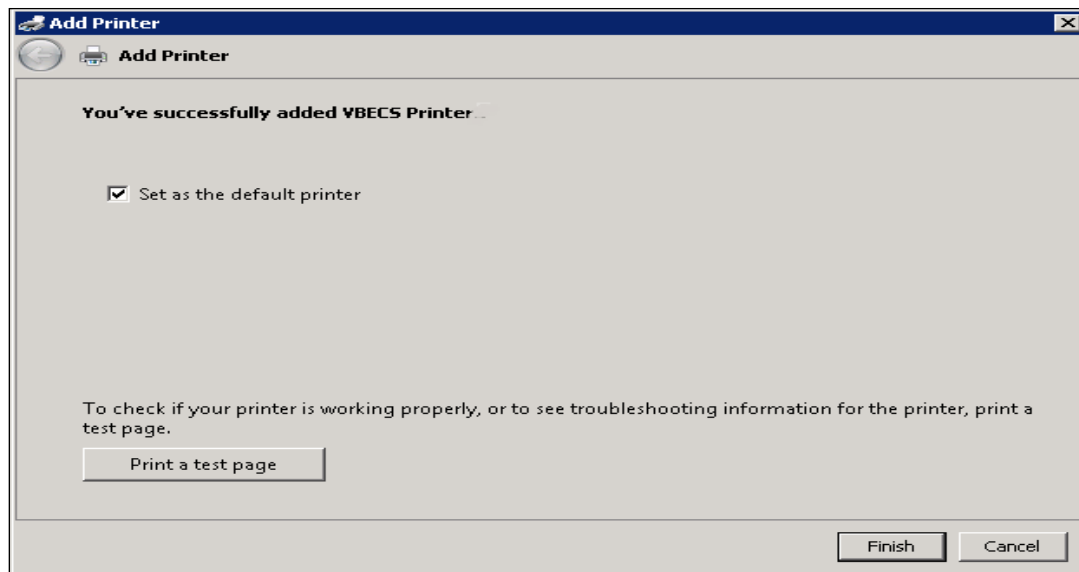 Add Printer
Add Printer
You've successfully added VBECS Printer
Set as the default printer
To check if your printer is working properly, or to see troubleshooting information for the printer, print a
test page.
Print a test page
Finish Cancel